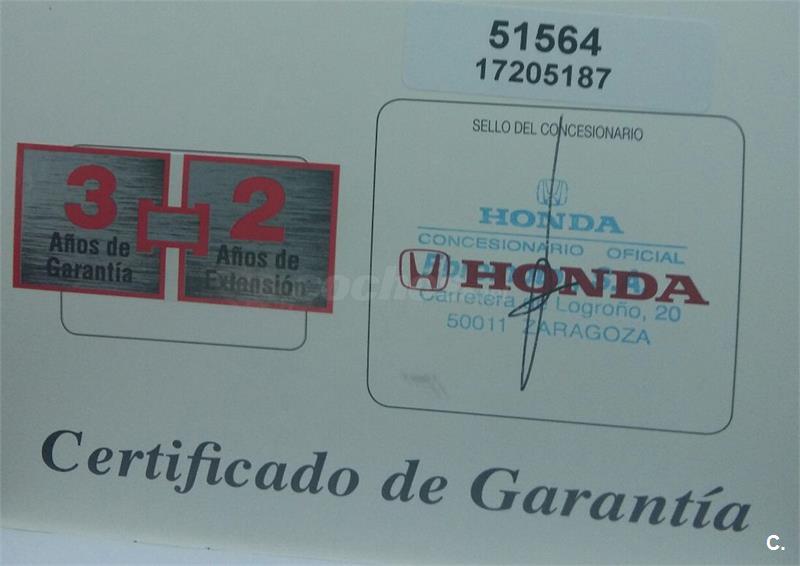 51564
17205187
SELLO DEL CONCESIONARIO
HONDA
CONCESIONARIO OFICIAL
S.A.
HONDA
Carretera de Logroño, 20
50011 ZARAGOZA
3
Años de
Garantía
2
Años de
Extensión
Certificado de Garantía
C.